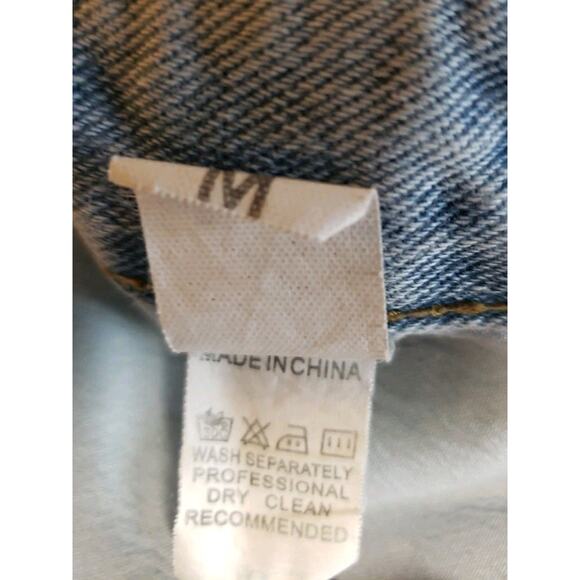 M
MADE IN CHINA
WASH SEPARATELY
PROFESSIONAL
DRY CLEAN
RECOMMENDED